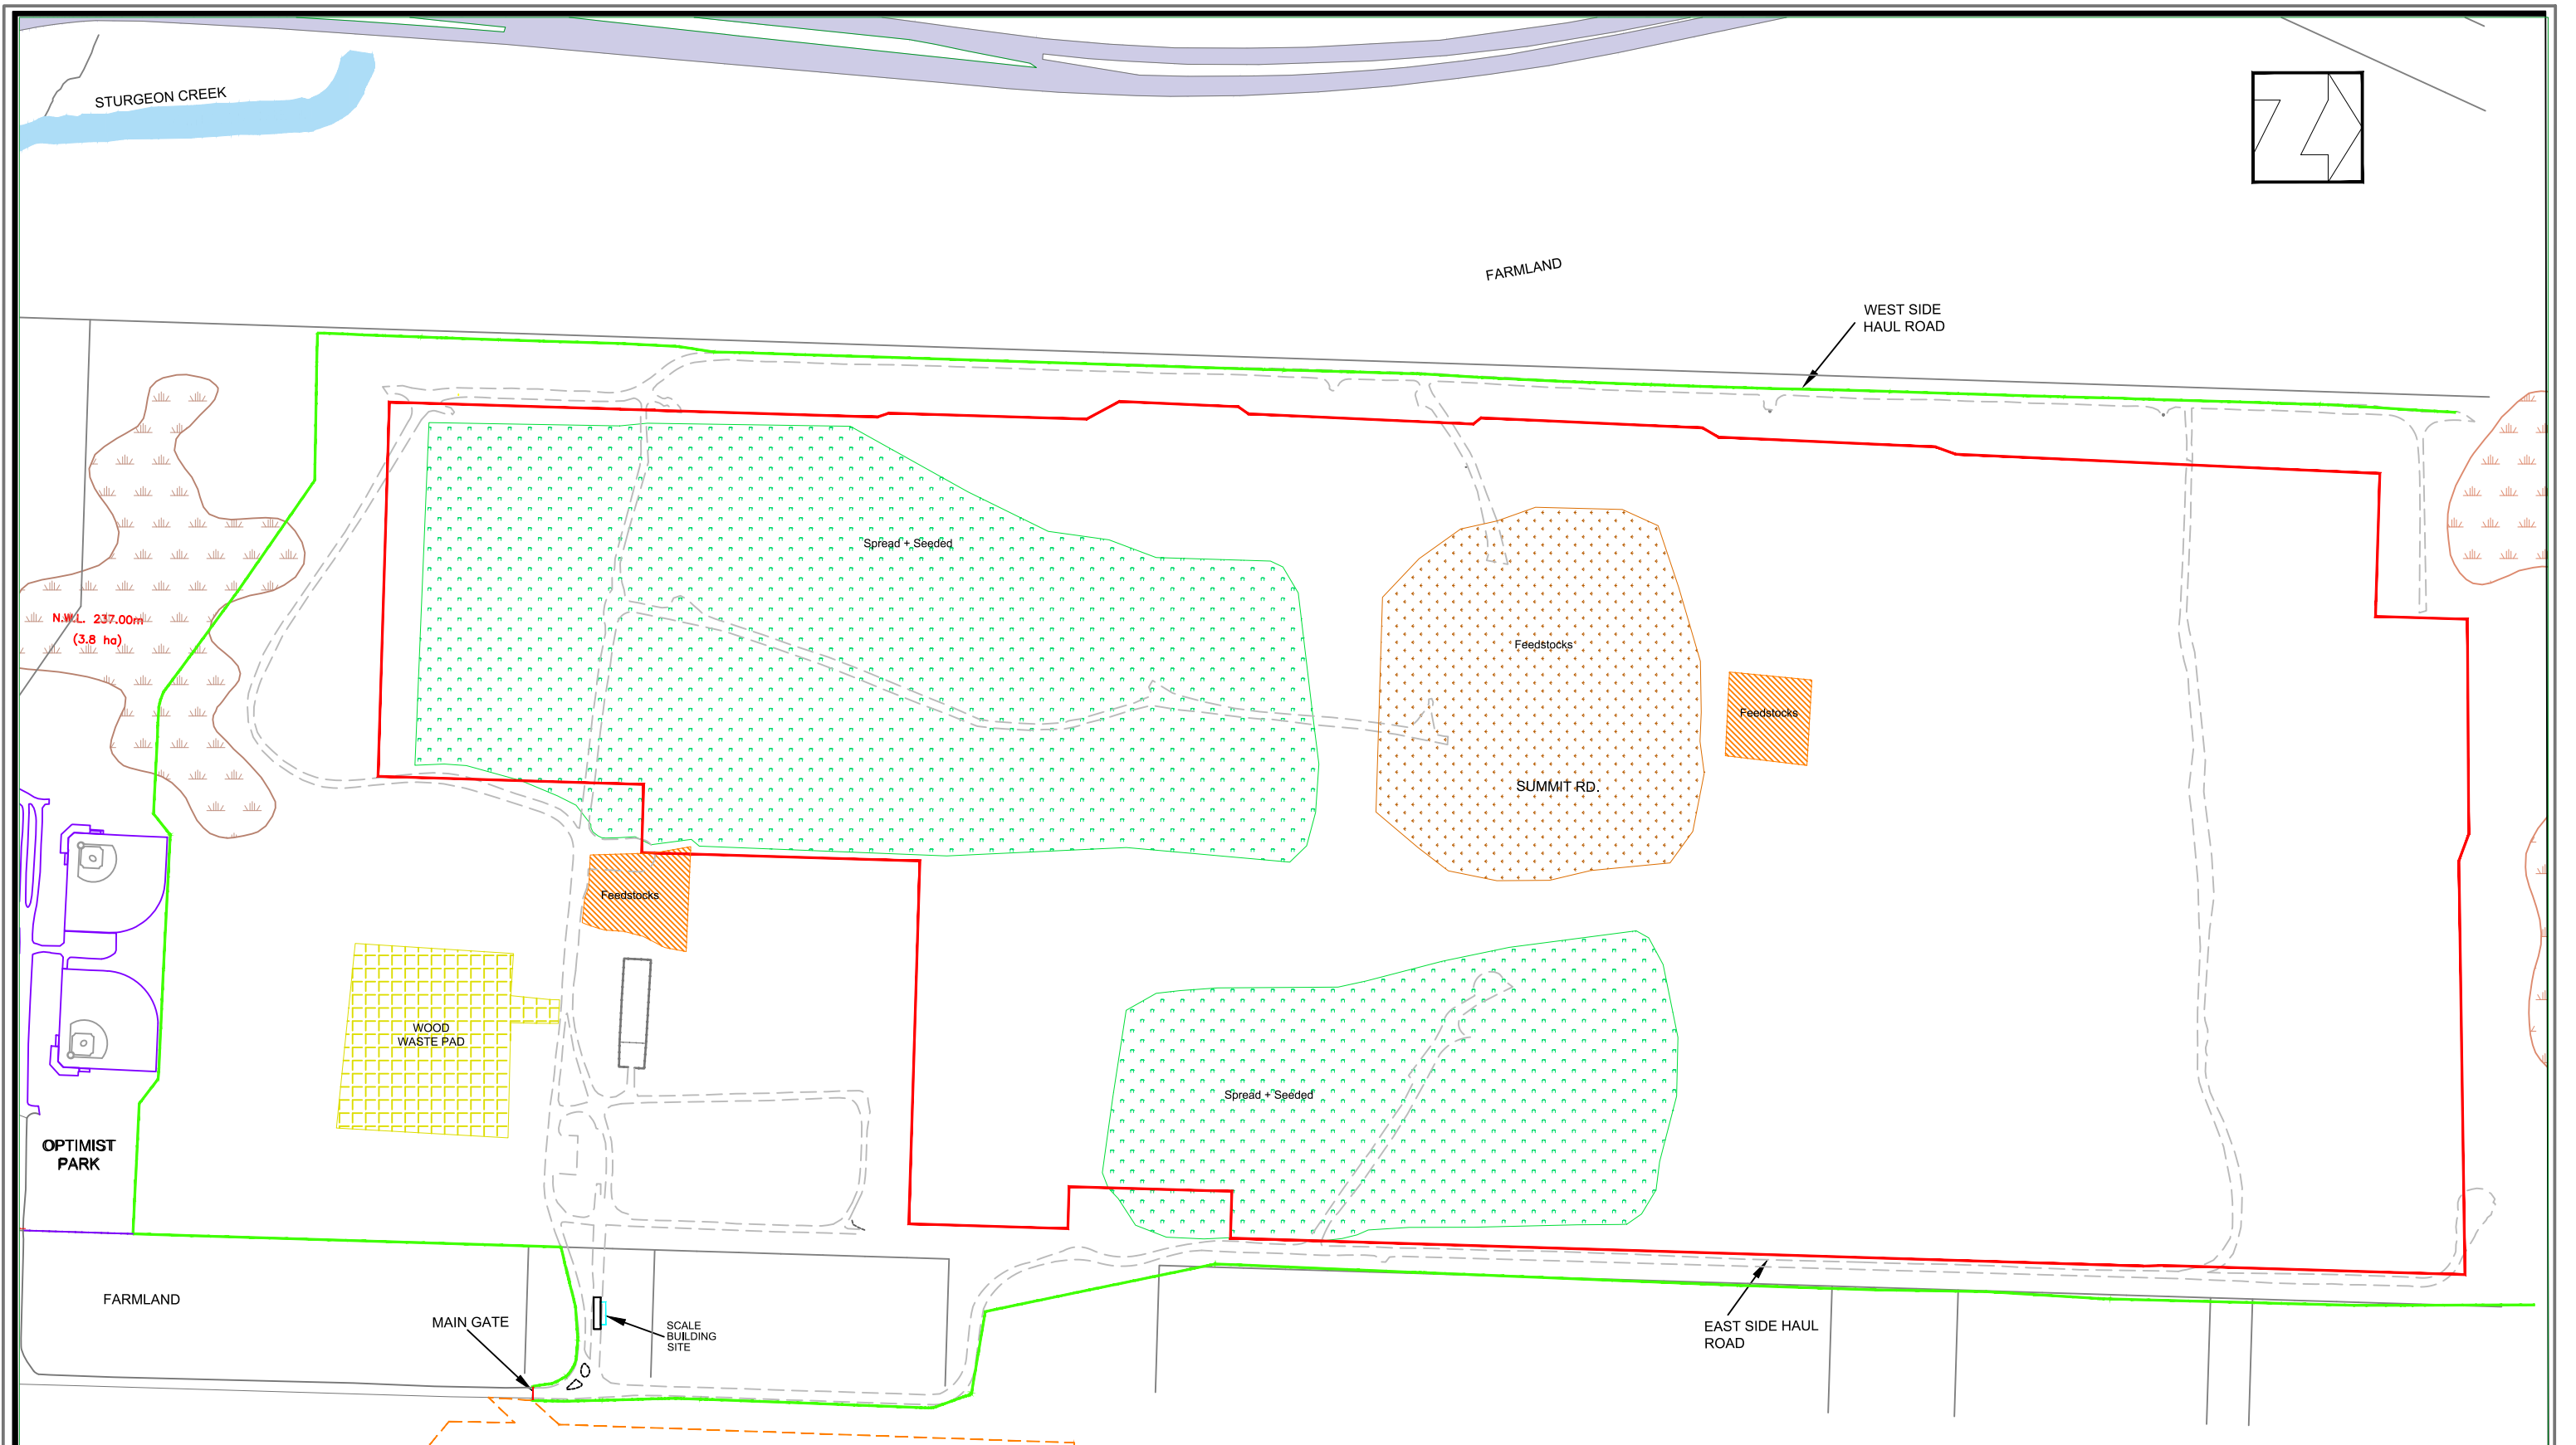 STURGEON CREEK
FARMLAND
WEST SIDE
HAUL ROAD
Spread + Seeded
N.W.L. 237.00m
(3.8 ha)
Feedstocks
Feedstocks
SUMMIT RD.
Feedstocks
WOOD
WASTE PAD
Spread + Seeded
OPTIMIST
PARK
FARMLAND
MAIN GATE
SCALE
BUILDING
SITE
EAST SIDE HAUL
ROAD